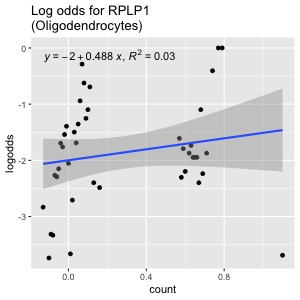 Log odds for RPLP1
(Oligodendrocytes)
y = −2 + 0.488 x, R² = 0.03
0
-1
-2
-3
logodds
0.0 0.4 0.8
count